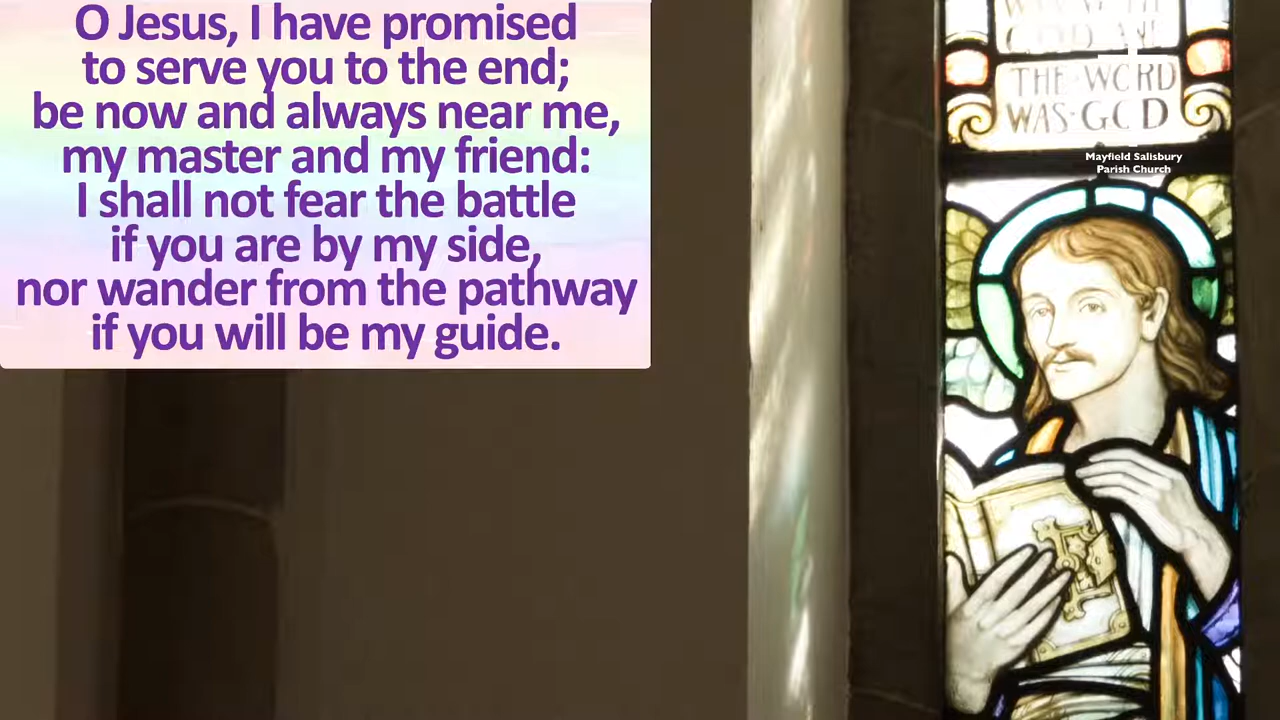 O Jesus, I have promised
to serve you to the end;
be now and always near me,
my master and my friend:
I shall not fear the battle
if you are by my side,
nor wander from the pathway
if you will be my guide.
THE WORD
WAS·GOD
Mayfield Salisbury
Parish Church